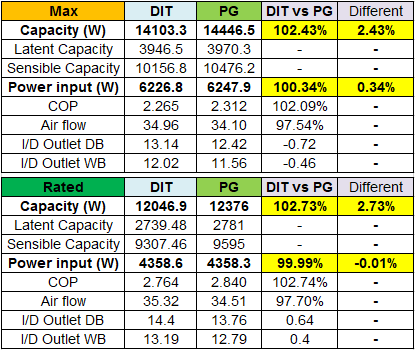 Max DIT PG DIT vs PG Different
Capacity (W) 14103.3 14446.5 102.43% 2.43%
Latent Capacity 3946.5 3970.3 - -
Sensible Capacity 10156.8 10476.2 - -
Power input (W) 6226.8 6247.9 100.34% 0.34%
COP 2.265 2.312 102.09% -
Air flow 34.96 34.10 97.54% -
I/D Outlet DB 13.14 12.42 -0.72 -
I/D Outlet WB 12.02 11.56 -0.46 -
Rated DIT PG DIT vs PG Different
Capacity (W) 12046.9 12376 102.73% 2.73%
Latent Capacity 2739.48 2781 - -
Sensible Capacity 9307.46 9595 - -
Power input (W) 4358.6 4358.3 99.99% -0.01%
COP 2.764 2.840 102.74% -
Air flow 35.32 34.51 97.70% -
I/D Outlet DB 14.4 13.76 0.64 -
I/D Outlet WB 13.19 12.79 0.4 -